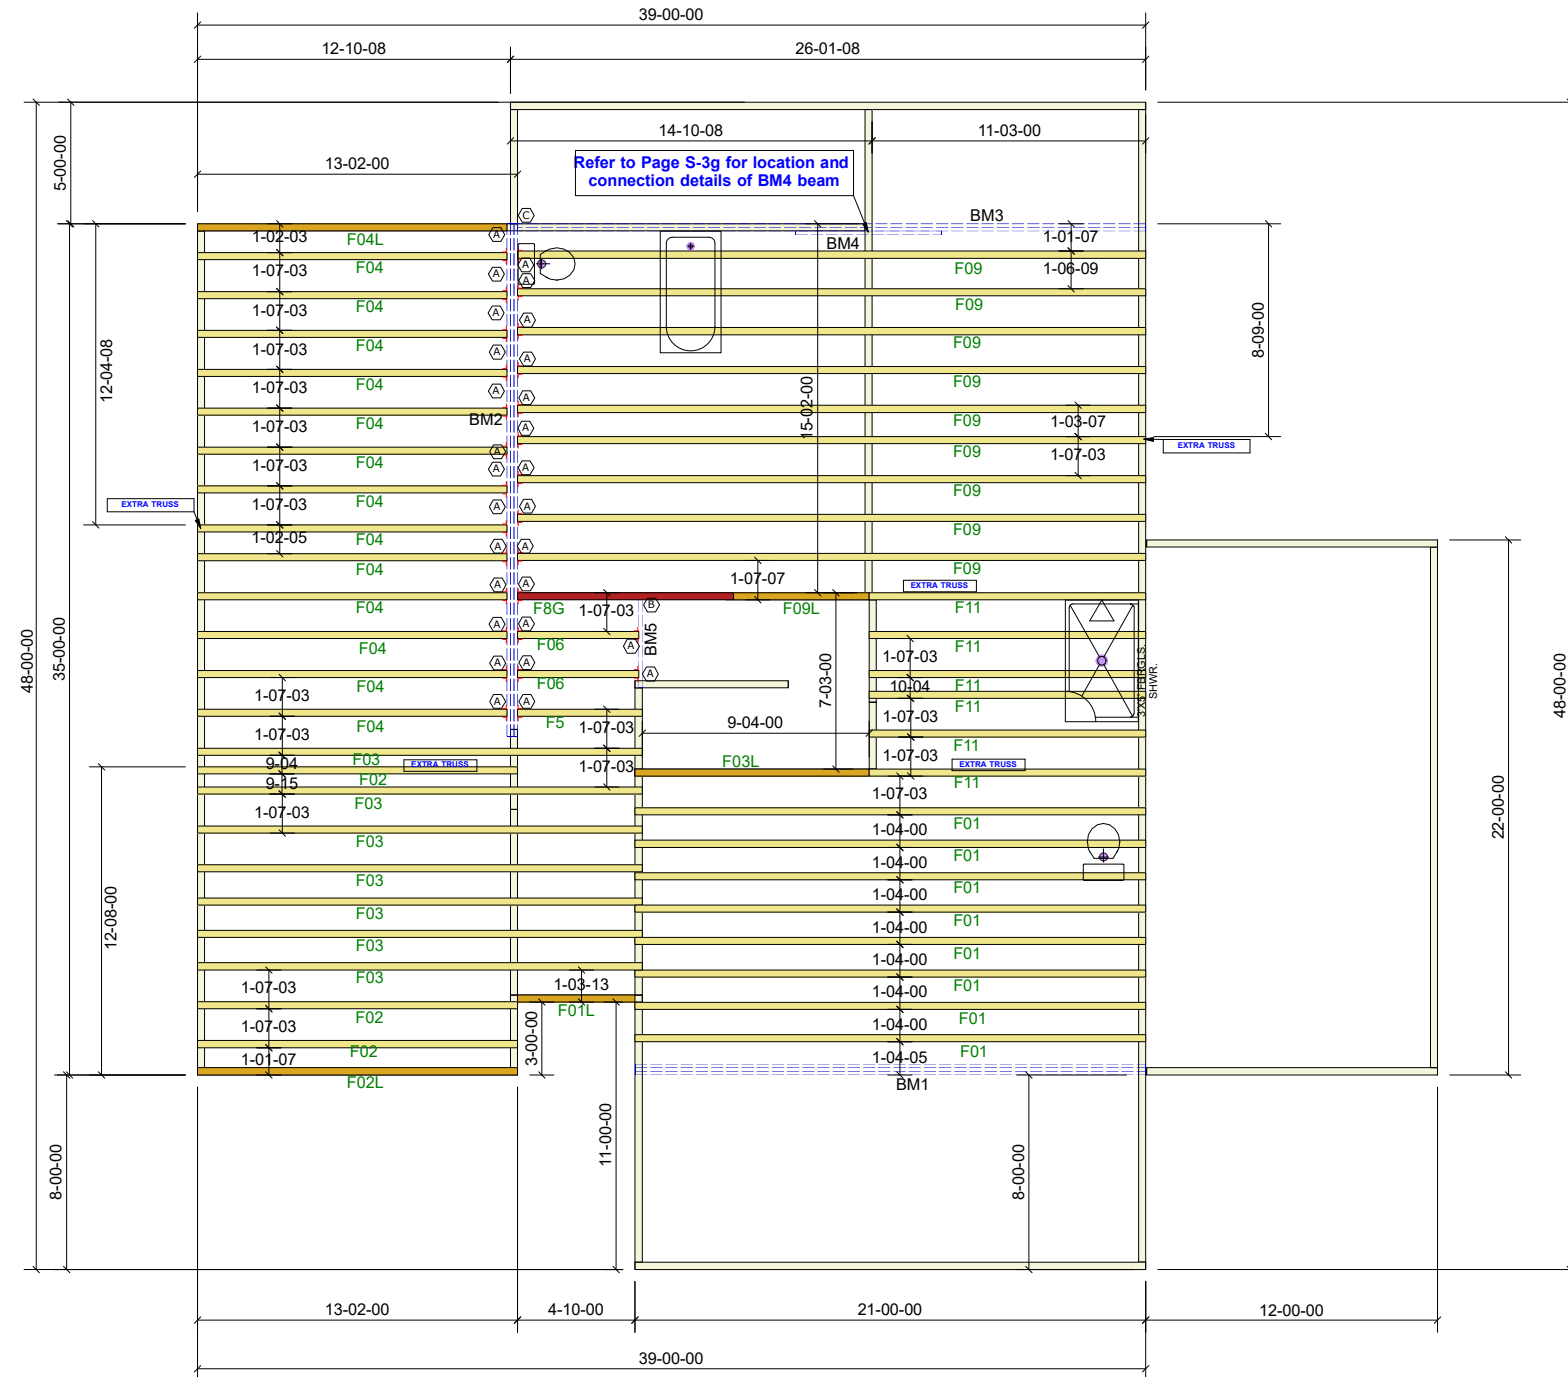 39-00-00
12-10-08
26-01-08
14-10-08
11-03-00
13-02-00
Refer to Page S-3g for location and
connection details of BM4 beam
5-00-00
C
BM3
1-02-03
F04L
A
BM4
1-01-07
1-07-03
F04
A
A
A
F09
1-06-09
1-07-03
F04
A
A
F09
1-07-03
F04
A
A
F09
8-09-00
12-04-08
1-07-03
F04
A
A
F09
15-02-00
1-07-03
F04
BM2
A
F09
1-03-07
1-07-03
F04
A
A
A
F09
1-07-03
EXTRA TRUSS
1-07-03
F04
A
A
F09
EXTRA TRUSS
1-02-05
F04
A
A
F09
F04
A
A
1-07-07
F09
EXTRA TRUSS
F04
F8G
1-07-03
B
F09L
F11
A
A
F04
F06
A
BM5
F11
1-07-03
A
A
F04
F06
A
7-03-00
10-04
F11
F11
3'X5' FBRGLS.
SHWR.
1-07-03
A
A
F04
F5
1-07-03
9-04-00
1-07-03
F11
1-07-03
F03
EXTRA TRUSS
1-07-03
F03L
1-07-03
EXTRA TRUSS
9-04
F02
F11
9-15
F03
1-07-03
1-07-03
F03
F01
1-04-00
F01
1-04-00
F03
F01
1-04-00
F03
F01
1-04-00
F03
F01
1-04-00
F03
F01
1-07-03
1-03-13
1-04-00
F02
F01L
F01
1-07-03
1-04-00
F02
3-00-00
F01
1-01-07
1-04-05
F02L
BM1
48-00-00
35-00-00
12-08-00
22-00-00
48-00-00
8-00-00
11-00-00
8-00-00
13-02-00
4-10-00
21-00-00
12-00-00
39-00-00